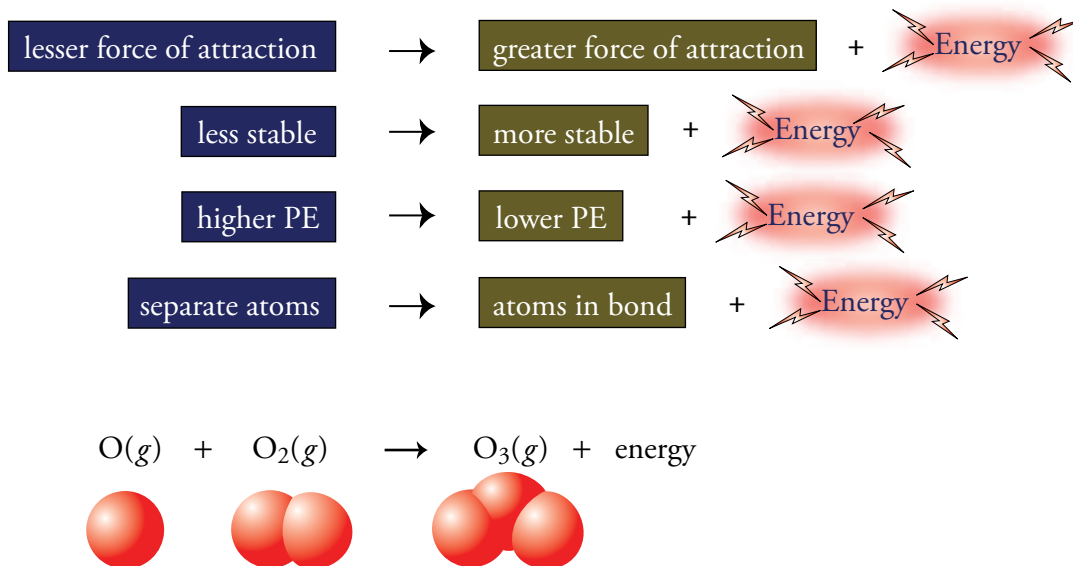 lesser force of attraction → greater force of attraction + Energy
less stable → more stable + Energy
higher PE → lower PE + Energy
separate atoms → atoms in bond + Energy
O(g) + O₂(g) → O₃(g) + energy